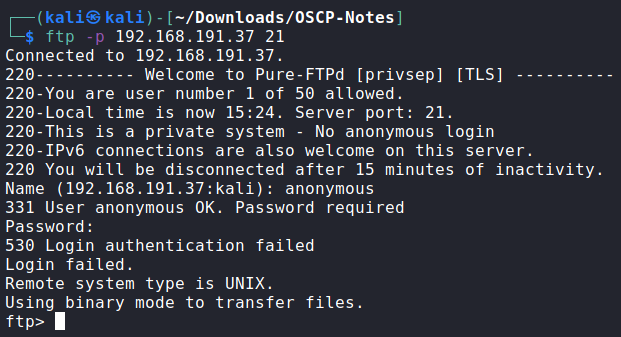 ┌──(kali㉿kali)-[~/Downloads/OSCP-Notes]
└─$ ftp -p 192.168.191.37 21
Connected to 192.168.191.37.
220---------- Welcome to Pure-FTPd [privsep] [TLS] ----------
220-You are user number 1 of 50 allowed.
220-Local time is now 15:24. Server port: 21.
220-This is a private system - No anonymous login
220-IPv6 connections are also welcome on this server.
220 You will be disconnected after 15 minutes of inactivity.
Name (192.168.191.37:kali): anonymous
331 User anonymous OK. Password required
Password:
530 Login authentication failed
Login failed.
Remote system type is UNIX.
Using binary mode to transfer files.
ftp>